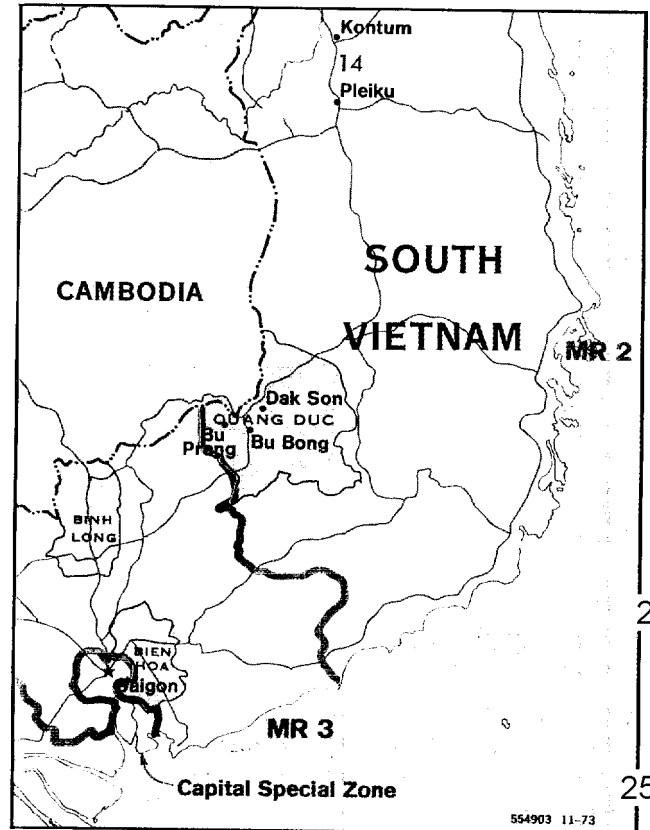 Kontum
14
Pleiku
SOUTH
VIETNAM
CAMBODIA
MR 2
Dak Son
QUANG DUC
Bu
Prang
Bu Bong
BINH
LONG
BIEN
HOA
Saigon
MR 3
Capital Special Zone
2
25
554903 11-73